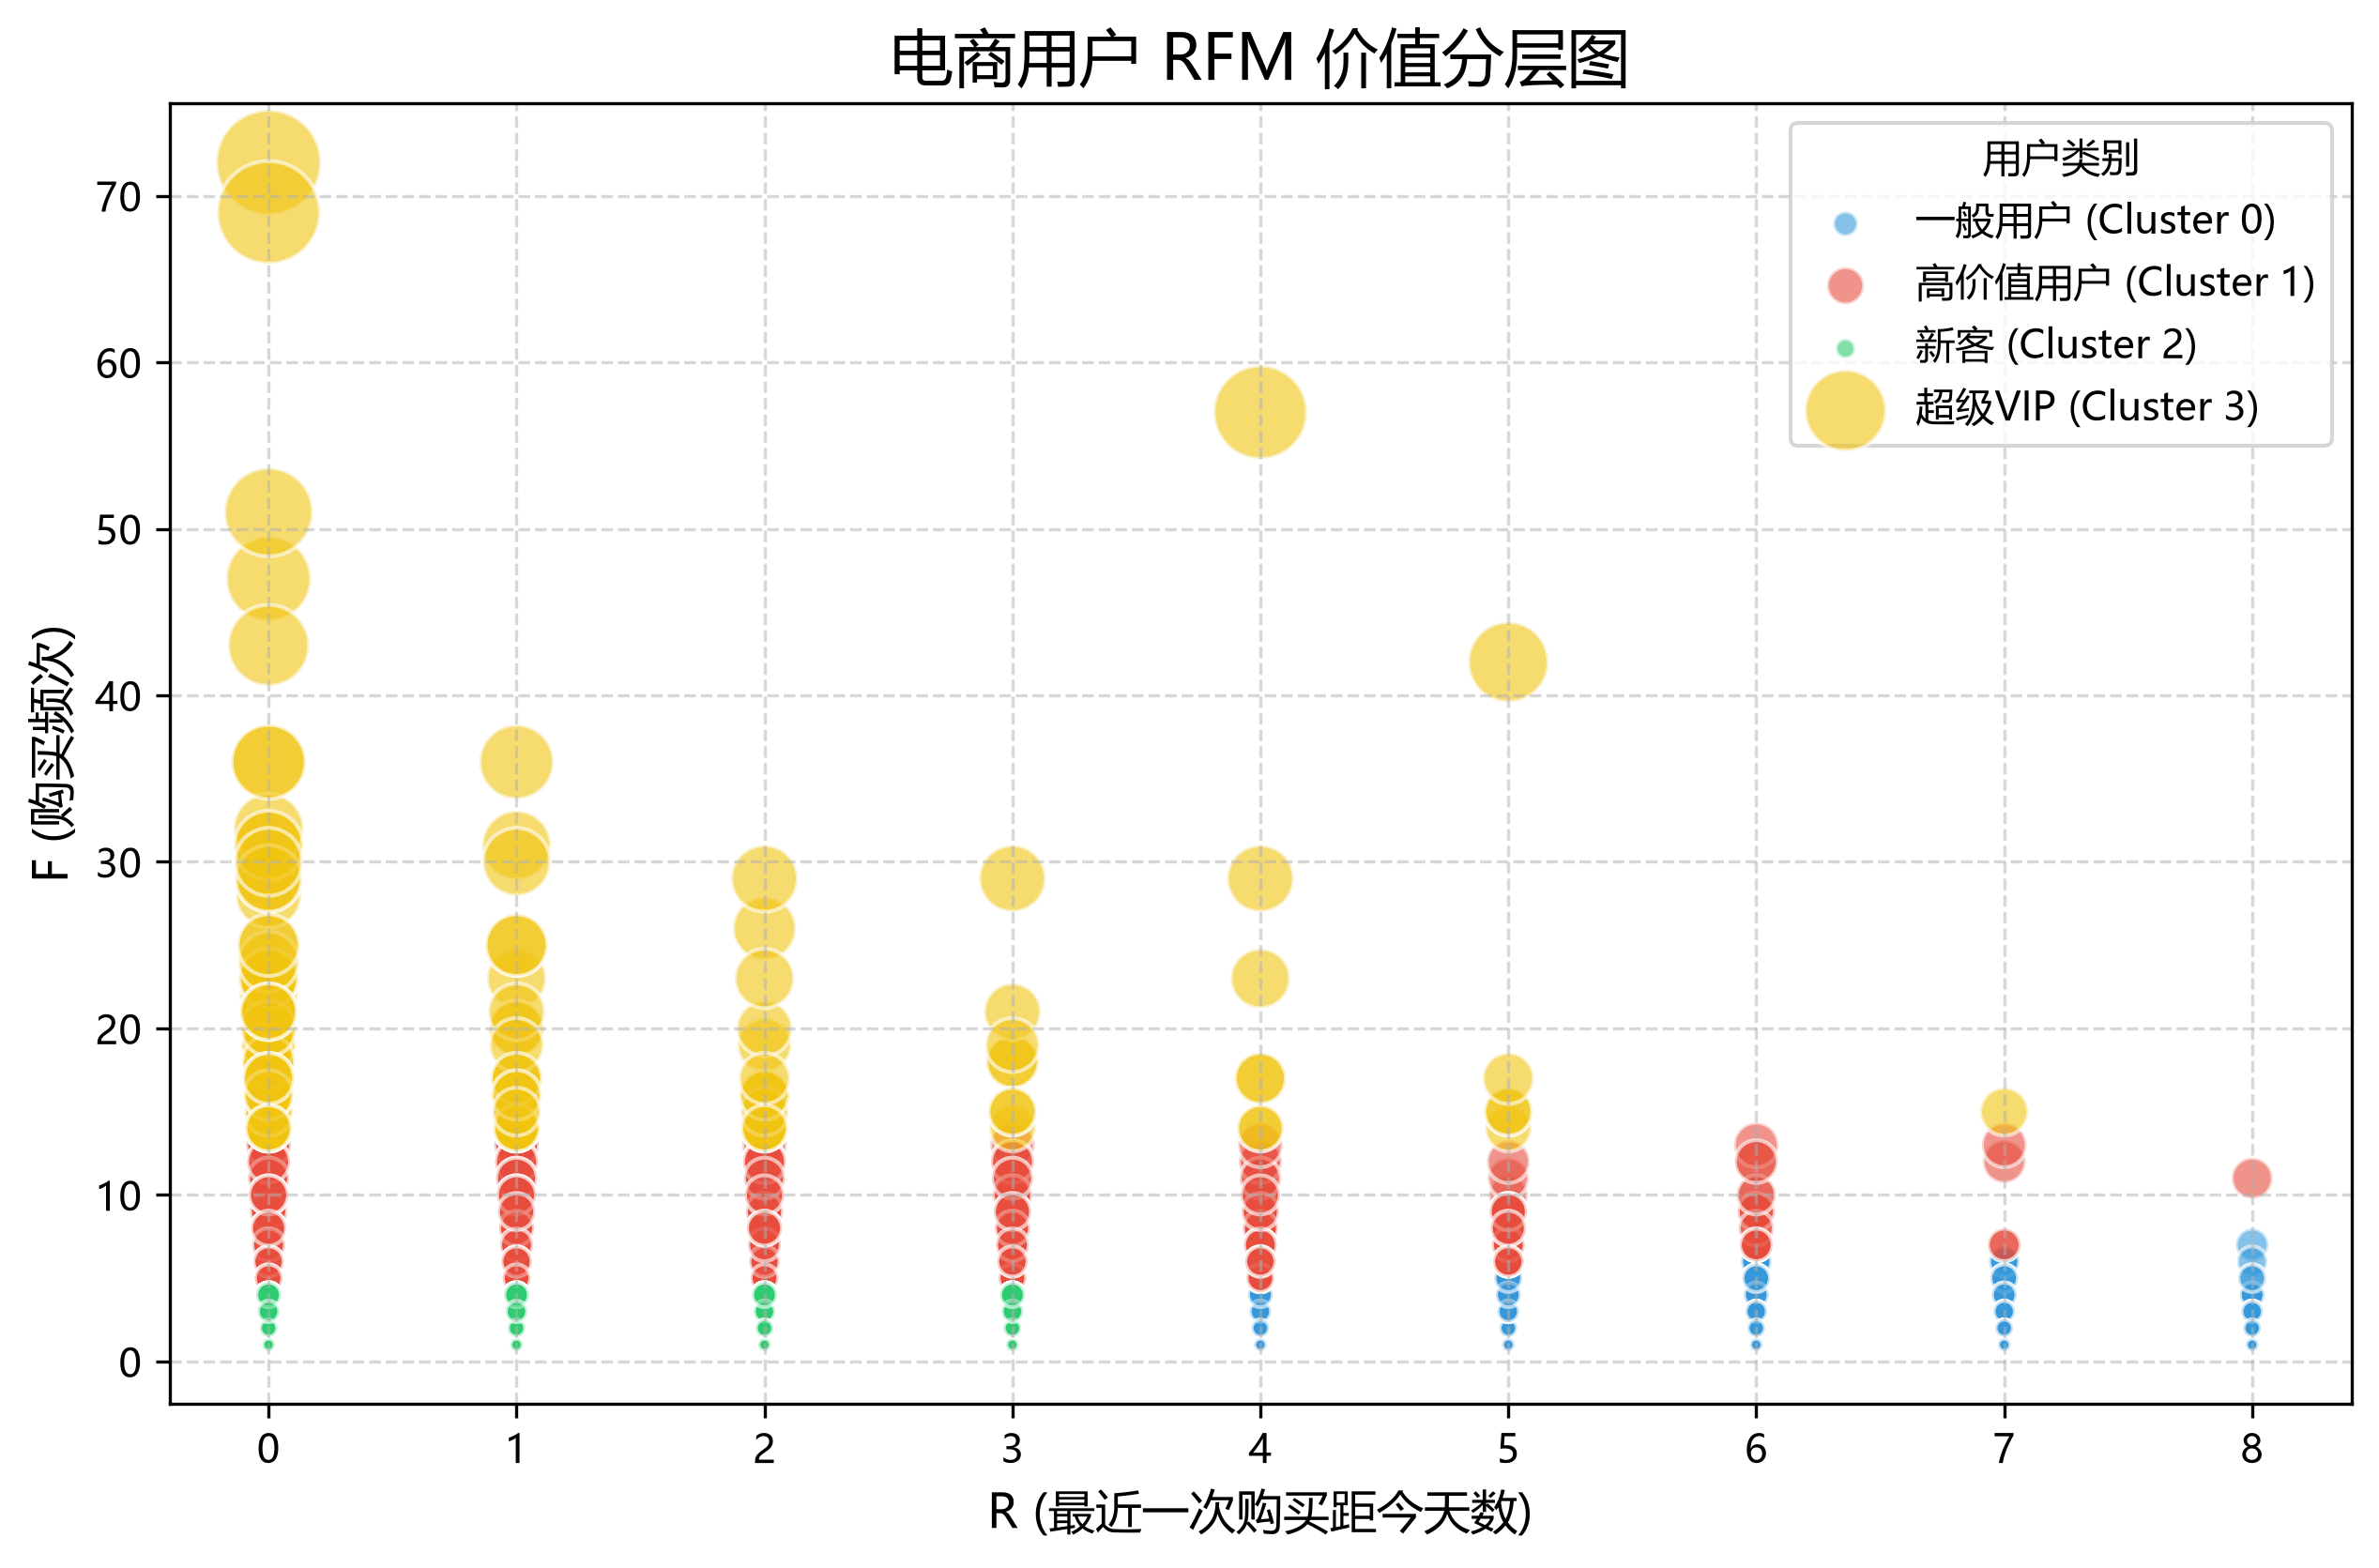 电商用户 RFM 价值分层图
用户类别
一般用户 (Cluster 0)
高价值用户 (Cluster 1)
新客 (Cluster 2)
超级VIP (Cluster 3)
F (购买频次)
70
60
50
40
30
20
10
0
0 1 2 3 4 5 6 7 8
R (最近一次购买距今天数)